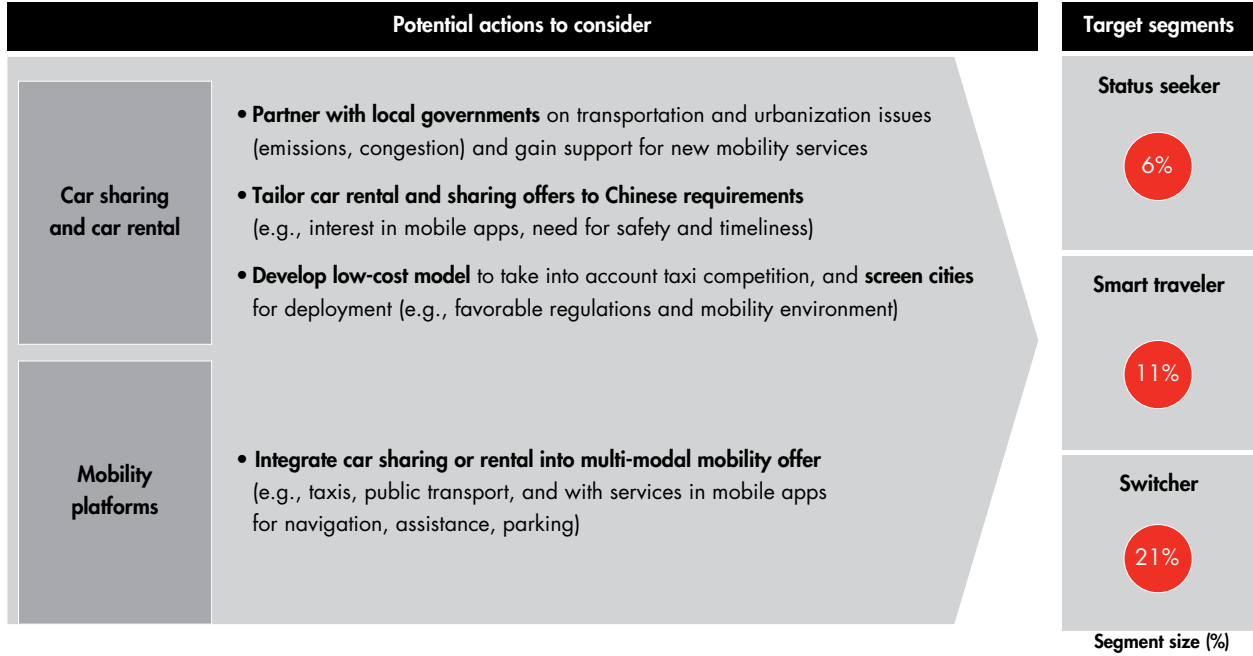 Potential actions to consider
Target segments
Car sharing
and car rental
• Partner with local governments on transportation and urbanization issues
(emissions, congestion) and gain support for new mobility services
• Tailor car rental and sharing offers to Chinese requirements
(e.g., interest in mobile apps, need for safety and timeliness)
• Develop low-cost model to take into account taxi competition, and screen cities
for deployment (e.g., favorable regulations and mobility environment)
Mobility
platforms
• Integrate car sharing or rental into multi-modal mobility offer
(e.g., taxis, public transport, and with services in mobile apps
for navigation, assistance, parking)
Status seeker
6%
Smart traveler
11%
Switcher
21%
Segment size (%)